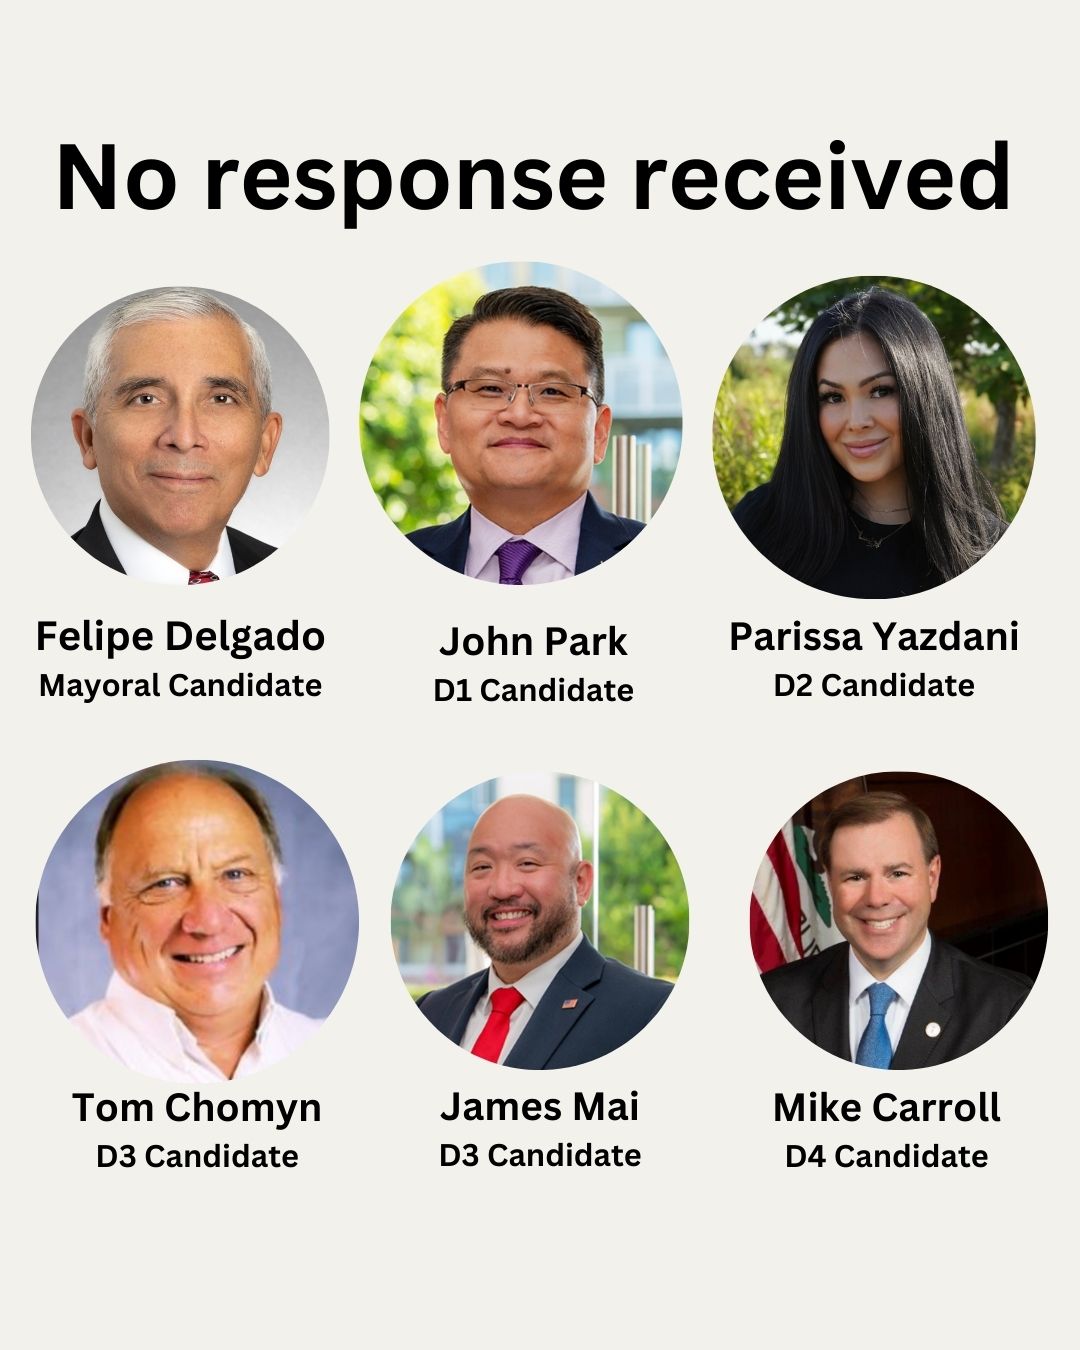 No response received
Felipe Delgado
Mayoral Candidate
John Park
D1 Candidate
Parissa Yazdani
D2 Candidate
Tom Chomyn
D3 Candidate
James Mai
D3 Candidate
Mike Carroll
D4 Candidate